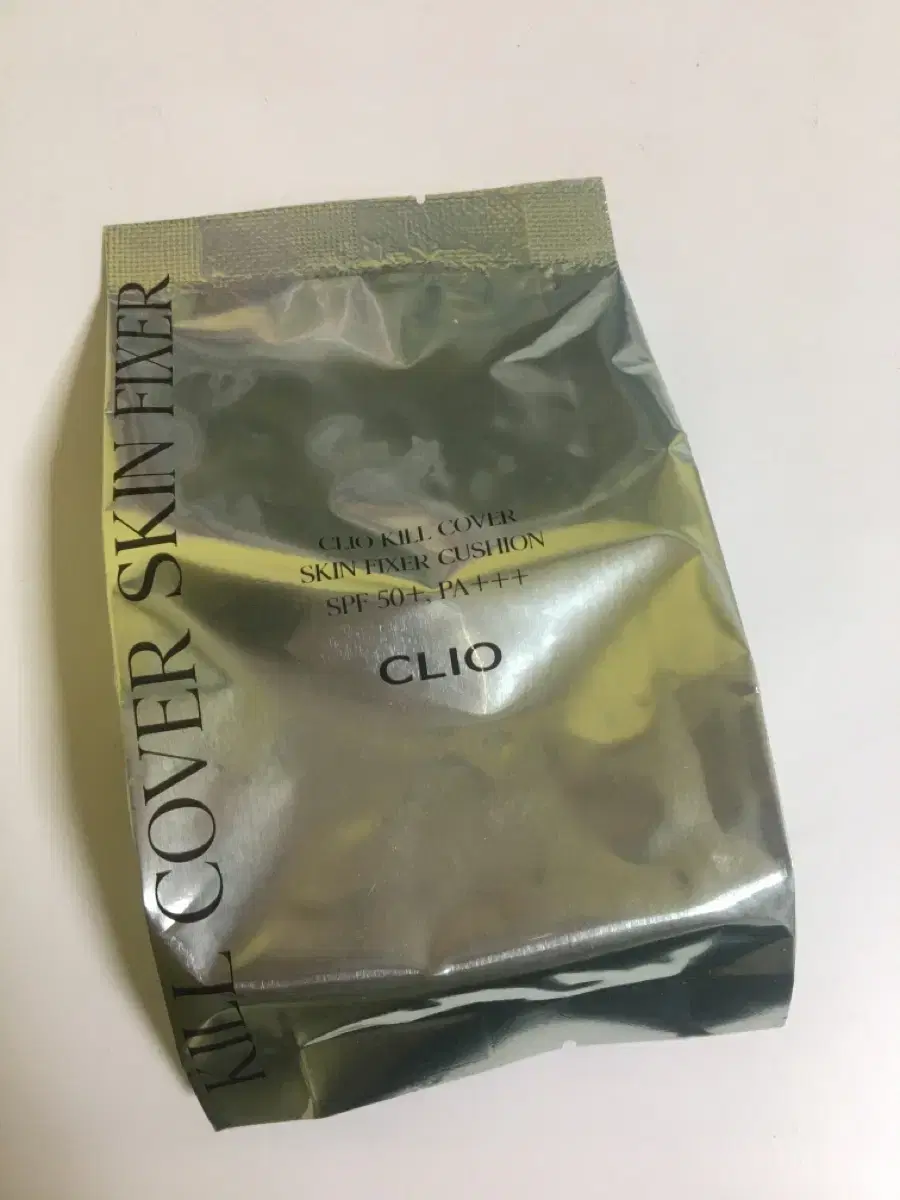 KILL COVER SKIN FIXER
CLIO KILL COVER
SKIN FIXER CUSHION
SPF 50+, PA+++
CLIO